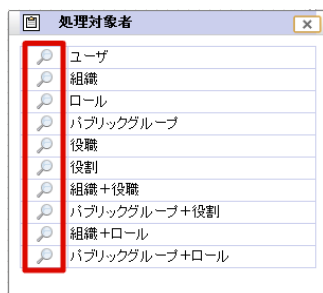 処理対象者
ユーザ
組織
ロール
パブリックグループ
役職
役割
組織＋役職
パブリックグループ＋役割
組織＋ロール
パブリックグループ＋ロール